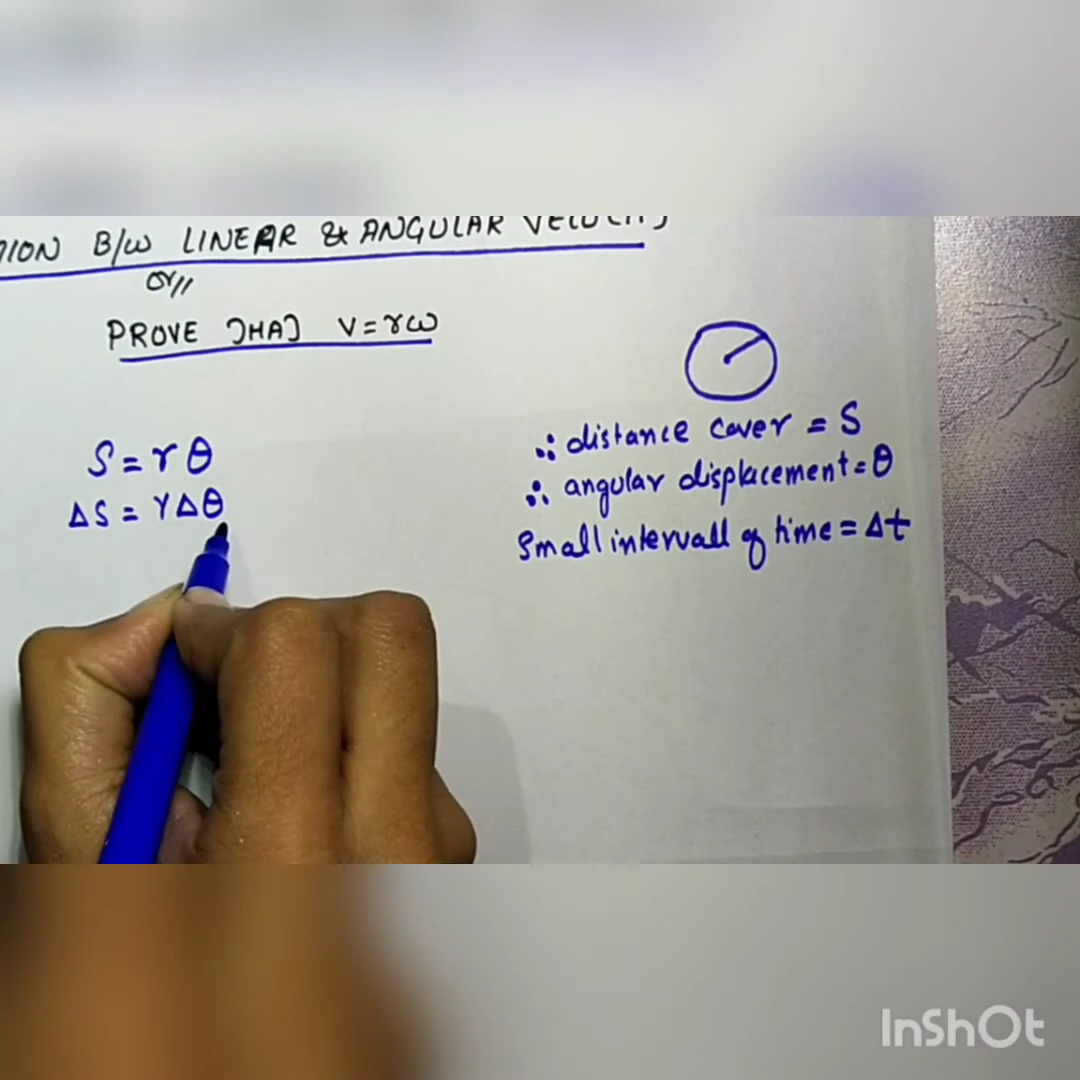 B/W LINEAR & ANGULAR VELOCITY
or//
PROVE THAT V = rω
S = rθ
ΔS = rΔθ
∴ distance cover = S
∴ angular displacement = θ
Small intervall of time = Δt
InShOt